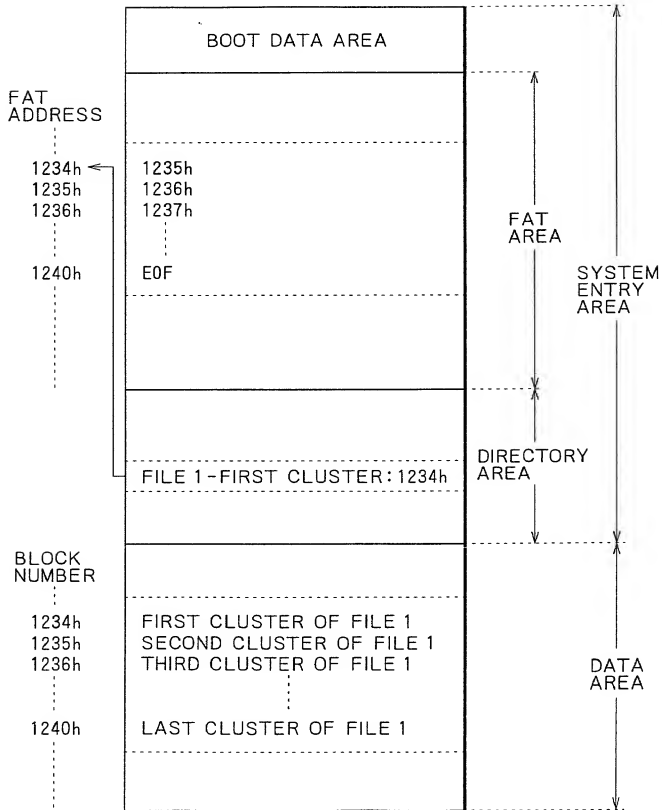 BOOT DATA AREA
FAT
ADDRESS
1234h 1235h
1235h 1236h
1236h 1237h
1240h EOF
FAT
AREA
SYSTEM
ENTRY
AREA
DIRECTORY
AREA
FILE 1-FIRST CLUSTER:1234h
BLOCK
NUMBER
1234h FIRST CLUSTER OF FILE 1
1235h SECOND CLUSTER OF FILE 1
1236h THIRD CLUSTER OF FILE 1
1240h LAST CLUSTER OF FILE 1
DATA
AREA